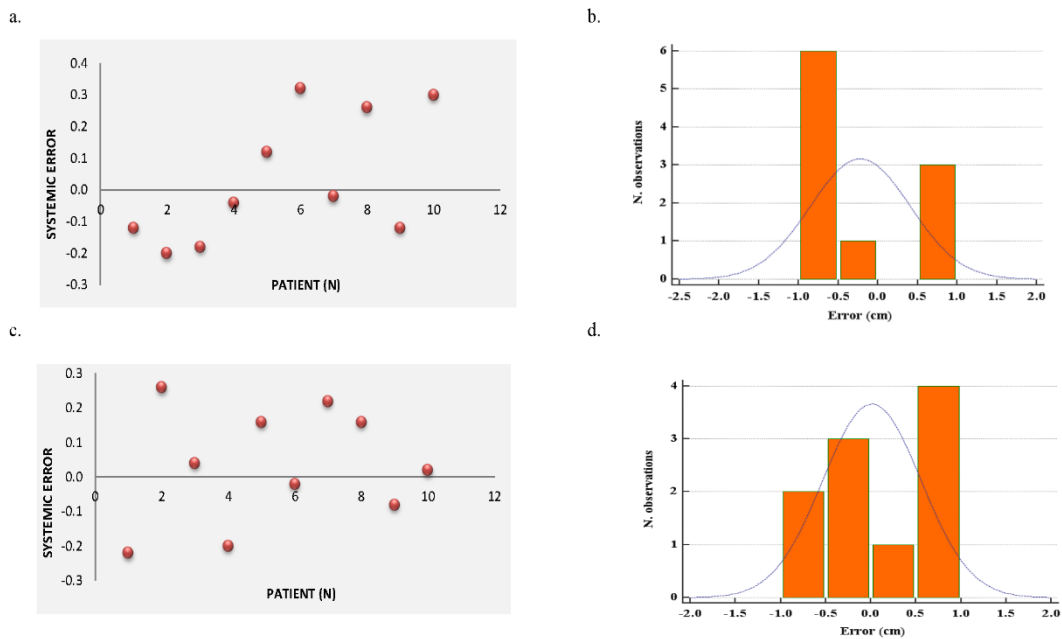 a.
0.4
0.3
0.2
0.1
0.0
-0.1
-0.2
-0.3
0 2 4 6 8 10 12
SYSTEMIC ERROR
PATIENT (N)
b.
6
5
4
3
2
1
0
-2.5 -2.0 -1.5 -1.0 -0.5 0.0 0.5 1.0 1.5 2.0
N. observations
Error (cm)
c.
0.3
0.2
0.1
0.0
-0.1
-0.2
-0.3
0 2 4 6 8 10 12
SYSTEMIC ERROR
PATIENT (N)
d.
4
3
2
1
0
-2.0 -1.5 -1.0 -0.5 0.0 0.5 1.0 1.5 2.0
N. observations
Error (cm)